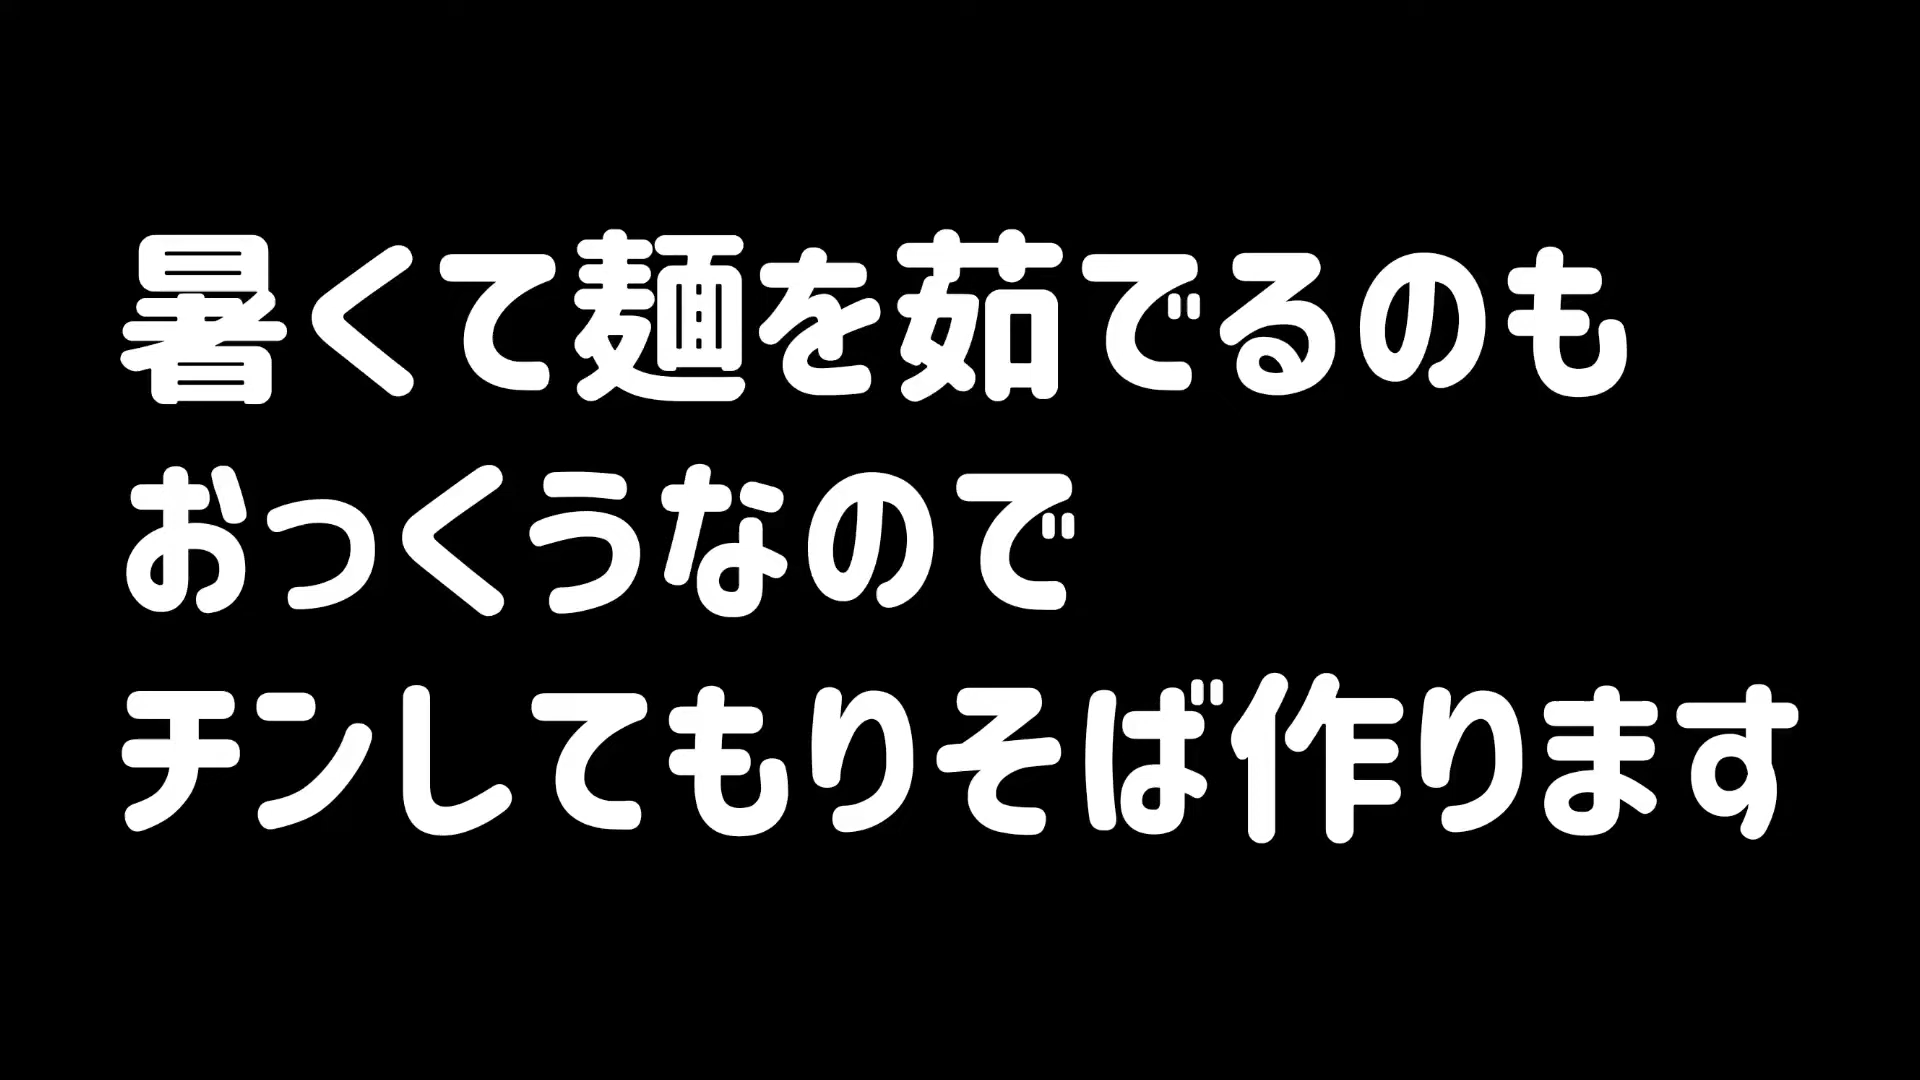 暑くて麺を茹でるのも
おっくうなので
チンしてもりそば作ります